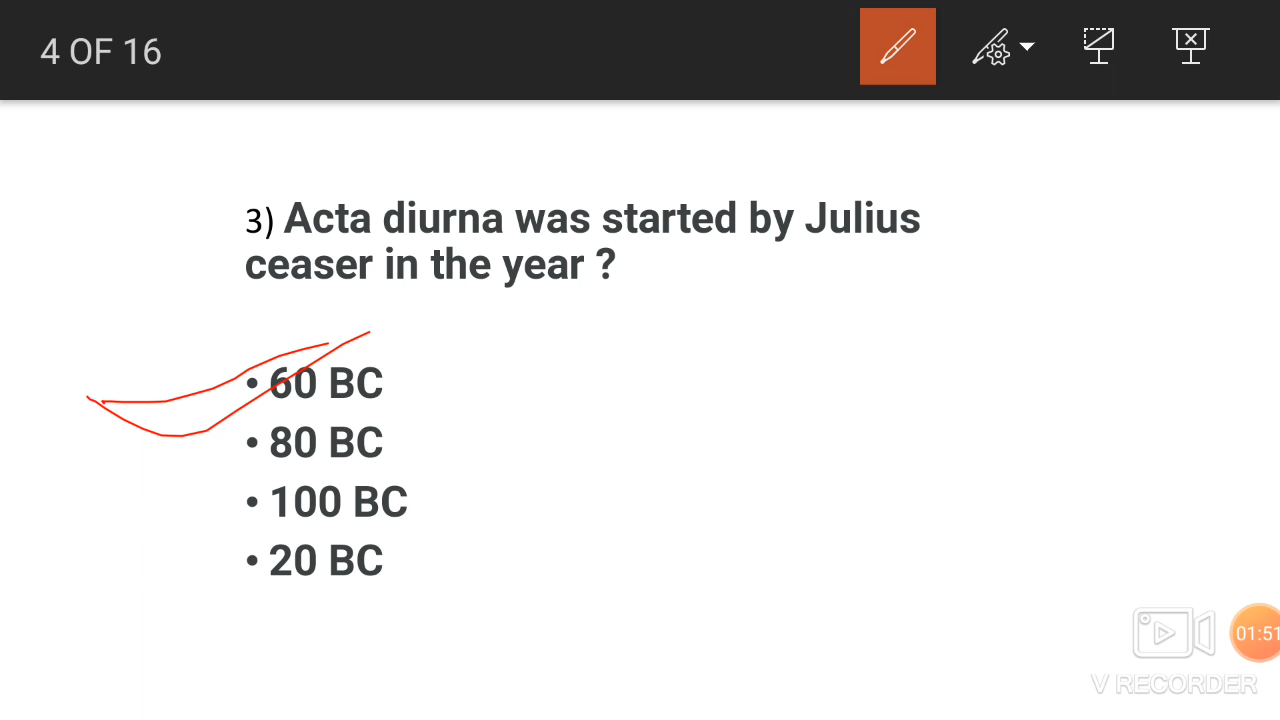 4 OF 16
3) Acta diurna was started by Julius
ceaser in the year ?
• 60 BC
• 80 BC
• 100 BC
• 20 BC
01:51
V RECORDER